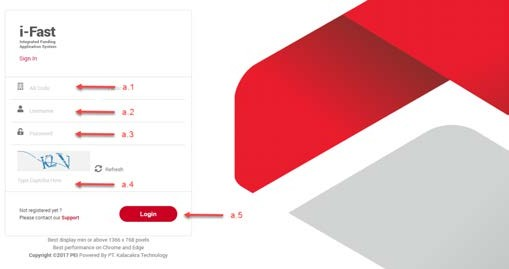 i-Fast
Integrated Funding
Application System
Sign In
AB Code a.1
Username a.2
Password a.3
Refresh
Type Captcha Here a.4
Not registered yet ?
Please contact our Support
Login a.5
Best display min or above 1366 x 768 pixels
Best performance on Chrome and Edge
Copyright ©2017 PEI Powered By PT. Kalacakra Technology